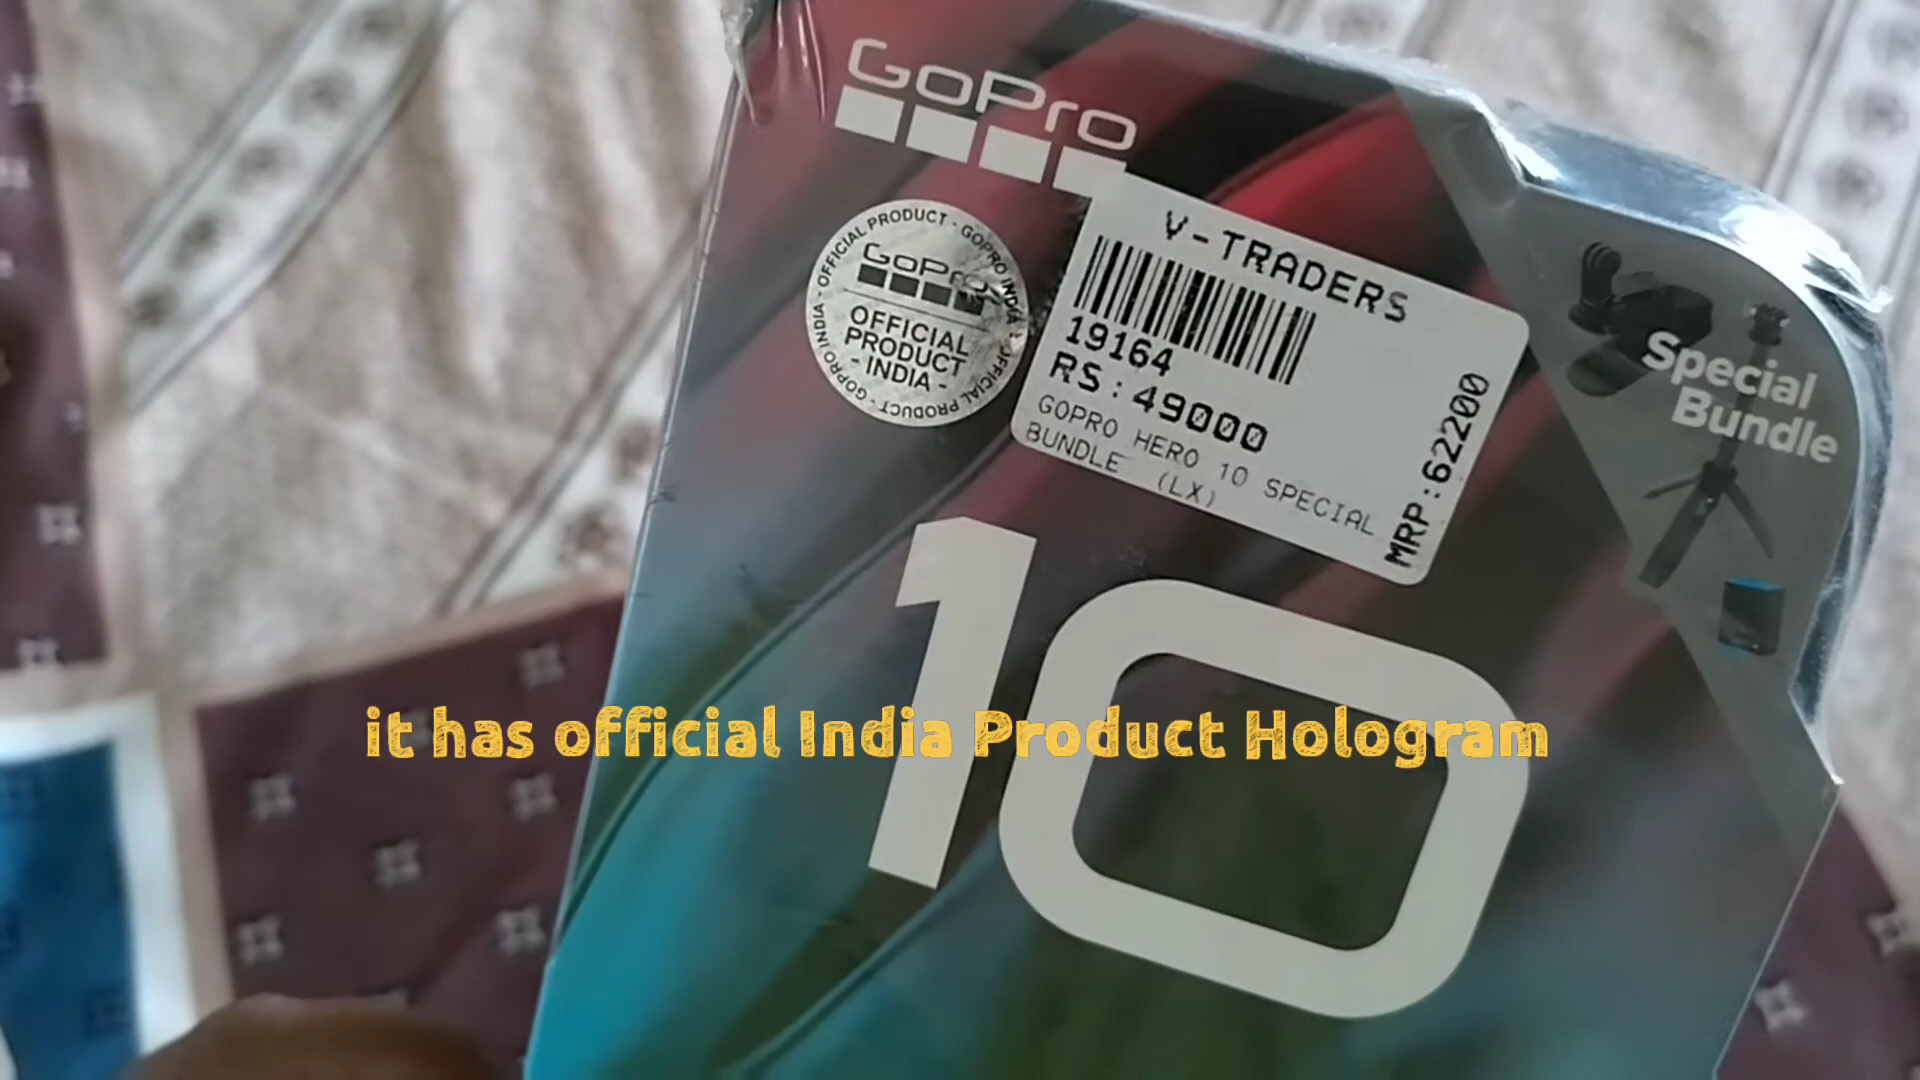 GoPro
OFFICIAL PRODUCT - GOPRO INDIA - OFFICIAL PRODUCT - GOPRO INDIA -
GoPro
OFFICIAL
PRODUCT
- INDIA -
V-TRADERS
19164
RS:49000
GOPRO HERO 10 SPECIAL
BUNDLE (LX)
MRP:62200
Special
Bundle
10
it has official India Product Hologram